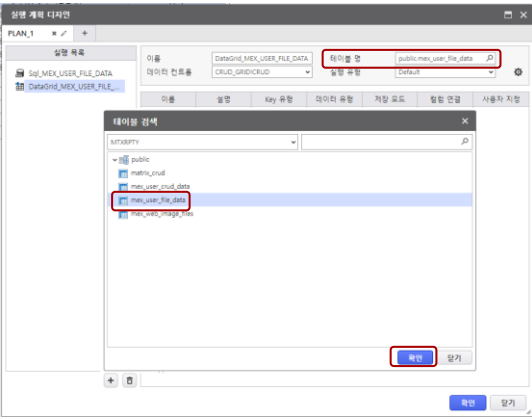 실행 계획 디자인
PLAN_1
실행 목록
Sql_MEX_USER_FILE_DATA
DataGrid_MEX_USER_FILE_...
이름 DataGrid_MEX_USER_FILE_DATA 테이블 명 public.mex_user_file_data
데이터 컨트롤 CRUD_GRID(CRUD) 실행 유형 Default
이름 설명 Key 유형 데이터 유형 저장 모드 컬럼 연결 사용자 지정
테이블 검색
MTXRPTY
public
matrix_crud
mex_user_crud_data
mex_user_file_data
mex_web_image_files
확인 닫기
확인 닫기